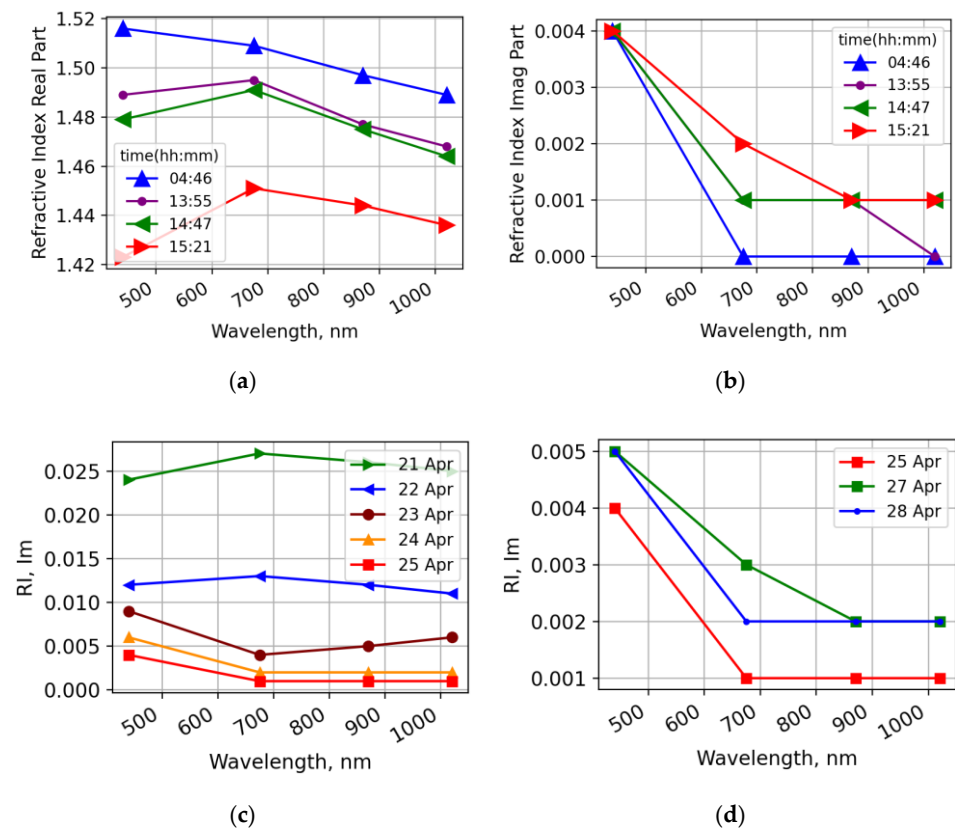 1.52
1.50
1.48
1.46
1.44
1.42
Refractive Index Real Part
time(hh:mm)
04:46
13:55
14:47
15:21
500
600
700
800
900
1000
Wavelength, nm
(a)
0.004
0.003
0.002
0.001
0.000
Refractive Index Imag Part
time(hh:mm)
04:46
13:55
14:47
15:21
500
600
700
800
900
1000
Wavelength, nm
(b)
0.025
0.020
0.015
0.010
0.005
0.000
RI, Im
21 Apr
22 Apr
23 Apr
24 Apr
25 Apr
500
600
700
800
900
1000
Wavelength, nm
(c)
0.005
0.004
0.003
0.002
0.001
RI, Im
25 Apr
27 Apr
28 Apr
500
600
700
800
900
1000
Wavelength, nm
(d)